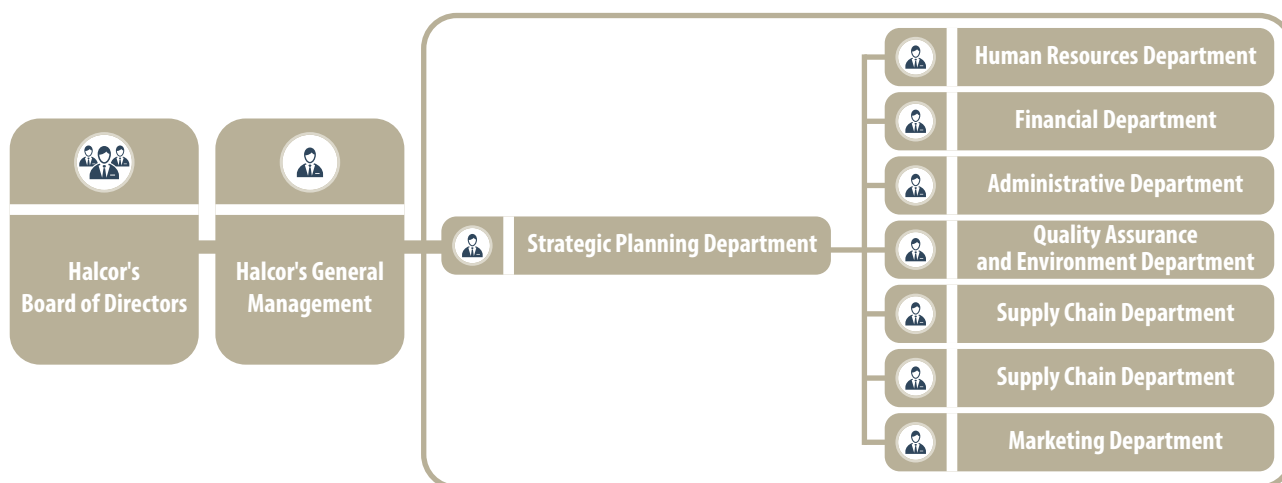 Halcor's
Board of Directors
Halcor's General
Management
Strategic Planning Department
Human Resources Department
Financial Department
Administrative Department
Quality Assurance
and Environment Department
Supply Chain Department
Supply Chain Department
Marketing Department